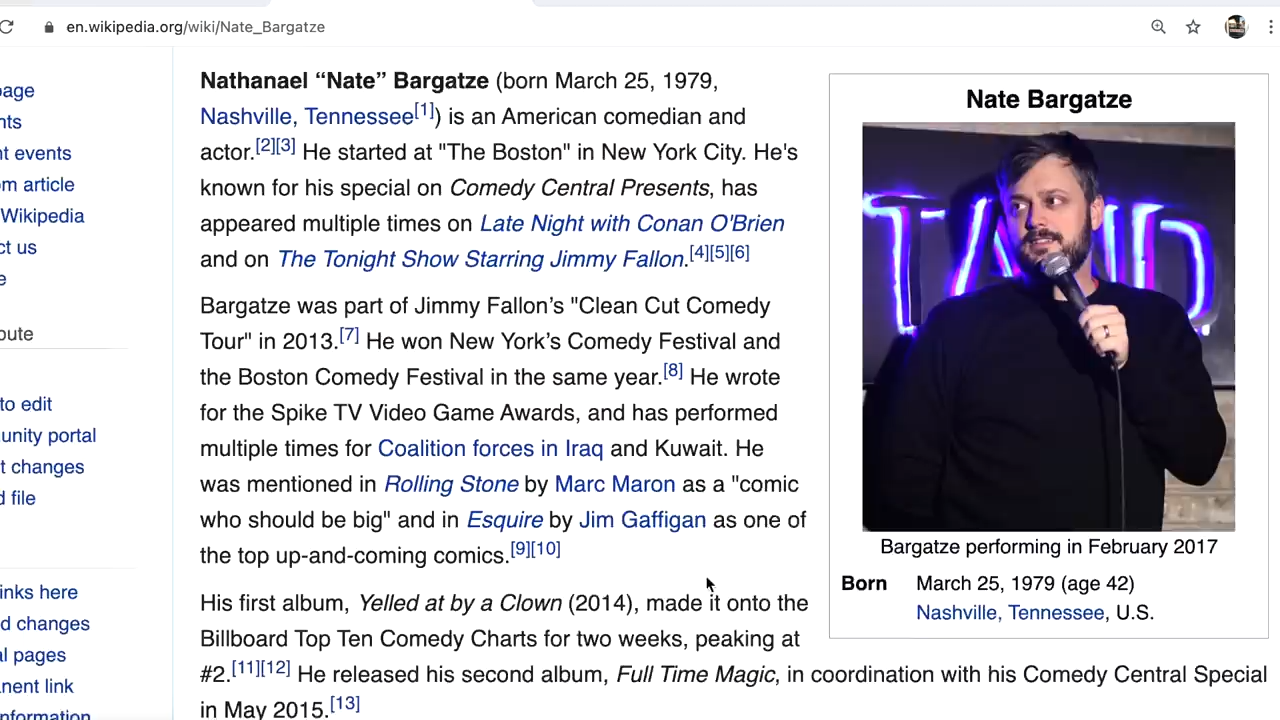 en.wikipedia.org/wiki/Nate_Bargatze
page
nts
nt events
om article
Wikipedia
ct us
e
bute
to edit
unity portal
t changes
d file
inks here
d changes
al pages
anent link
nformation
Nathanael “Nate” Bargatze (born March 25, 1979,
Nashville, Tennessee[1]) is an American comedian and
actor.[2][3] He started at "The Boston" in New York City. He's
known for his special on Comedy Central Presents, has
appeared multiple times on Late Night with Conan O'Brien
and on The Tonight Show Starring Jimmy Fallon.[4][5][6]
Bargatze was part of Jimmy Fallon’s "Clean Cut Comedy
Tour" in 2013.[7] He won New York’s Comedy Festival and
the Boston Comedy Festival in the same year.[8] He wrote
for the Spike TV Video Game Awards, and has performed
multiple times for Coalition forces in Iraq and Kuwait. He
was mentioned in Rolling Stone by Marc Maron as a "comic
who should be big" and in Esquire by Jim Gaffigan as one of
the top up-and-coming comics.[9][10]
His first album, Yelled at by a Clown (2014), made it onto the
Billboard Top Ten Comedy Charts for two weeks, peaking at
#2.[11][12] He released his second album, Full Time Magic, in coordination with his Comedy Central Special
in May 2015.[13]
Nate Bargatze
TAND
Bargatze performing in February 2017
Born March 25, 1979 (age 42)
Nashville, Tennessee, U.S.